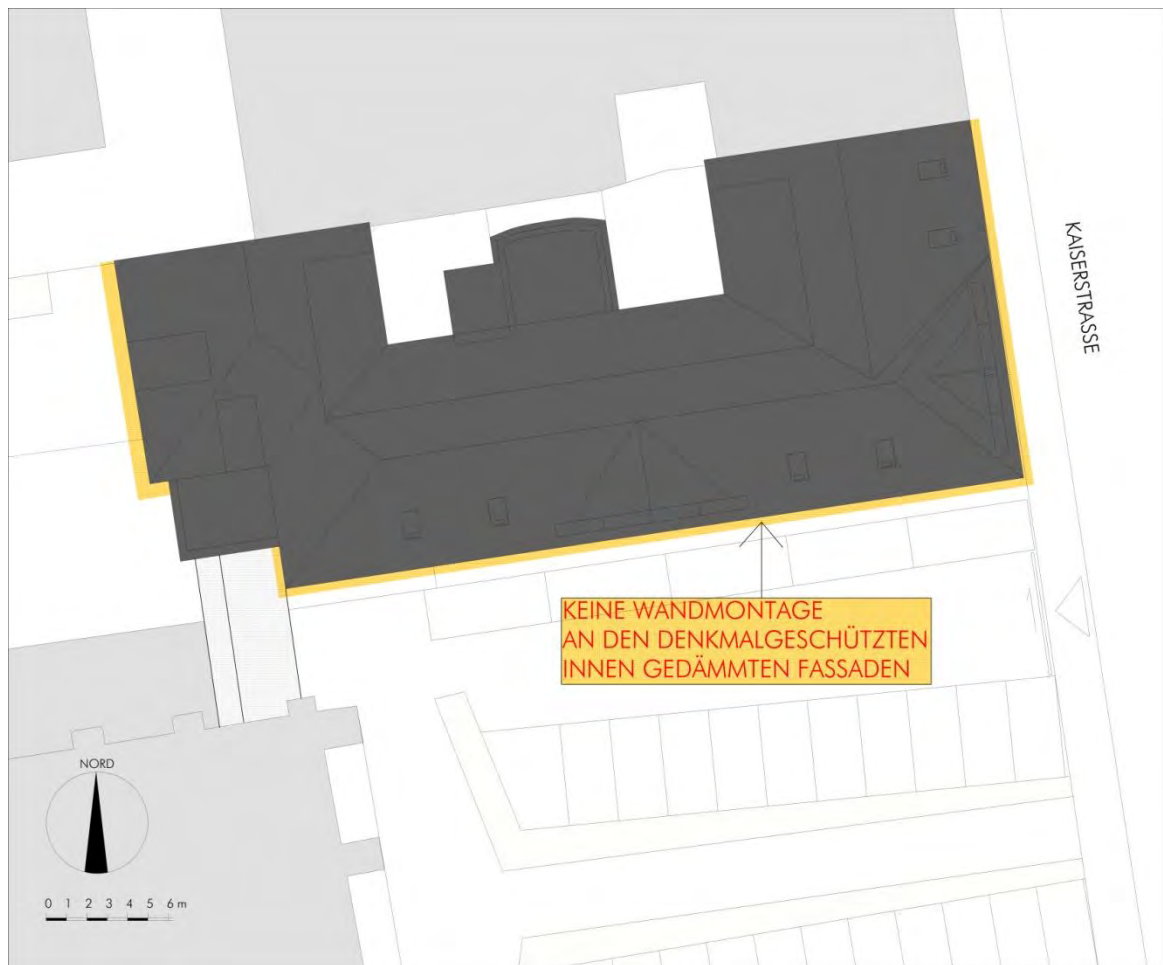 KAISERSTRASSE
KEINE WANDMONTAGE
AN DEN DENKMALGESCHÜTZTEN
INNEN GEDÄMMTEN FASSADEN
NORD
0 1 2 3 4 5 6 m